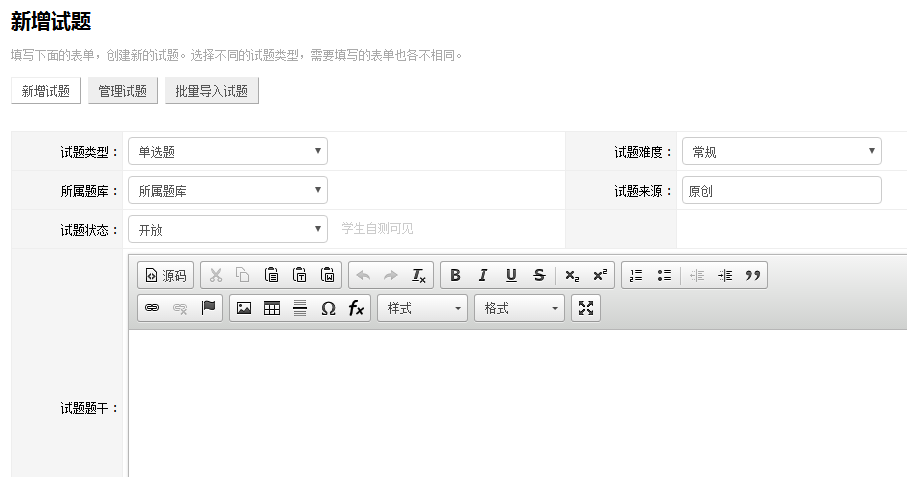 新增试题
填写下面的表单，创建新的试题。选择不同的试题类型，需要填写的表单也各不相同。
新增试题 管理试题 批量导入试题
试题类型： 单选题 试题难度： 常规
所属题库： 所属题库 试题来源： 原创
试题状态： 开放 学生自测可见
源码 B I U S x₂ x²
Ω fx 样式 格式
试题题干：